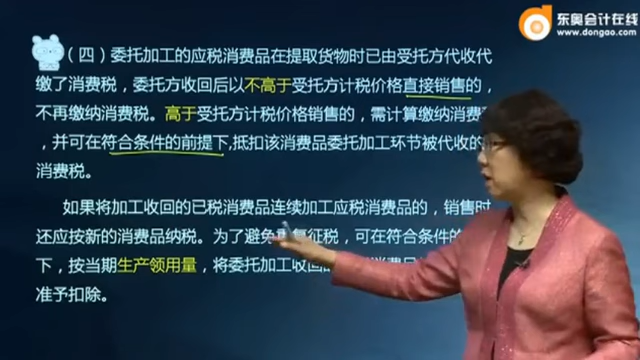 东奥会计在线
www.dongao.com
（四）委托加工的应税消费品在提取货物时已由受托方代收代
缴了消费税，委托方收回后以不高于受托方计税价格直接销售的，
不再缴纳消费税。高于受托方计税价格销售的，需计算缴纳消费
，并可在符合条件的前提下,抵扣该消费品委托加工环节被代收的
消费税。
如果将加工收回的已税消费品连续加工应税消费品的，销售时
还应按新的消费品纳税。为了避免重复征税，可在符合条件的
下，按当期生产领用量，将委托加工收回的
准予扣除。